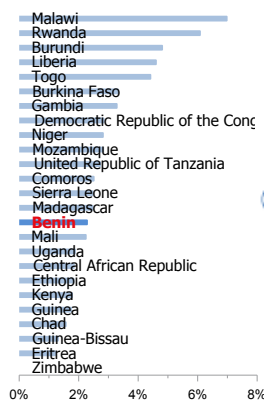 Malawi
Rwanda
Burundi
Liberia
Togo
Burkina Faso
Gambia
Democratic Republic of the Cong
Niger
Mozambique
United Republic of Tanzania
Comoros
Sierra Leone
Madagascar
Benin
Mali
Uganda
Central African Republic
Ethiopia
Kenya
Guinea
Chad
Guinea-Bissau
Eritrea
Zimbabwe
0% 2% 4% 6% 8%